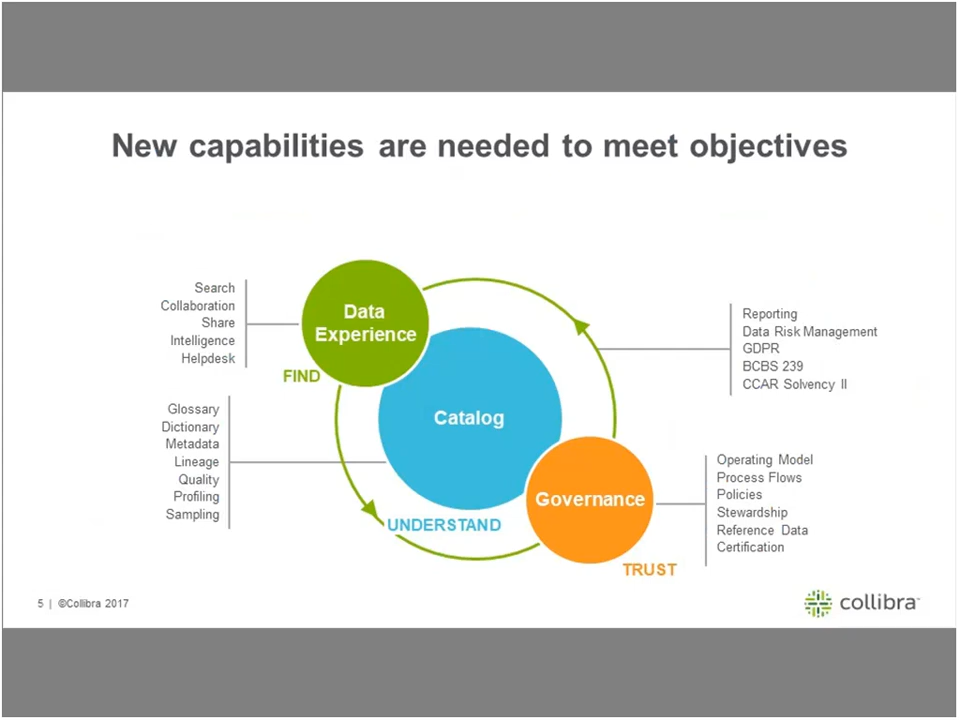 New capabilities are needed to meet objectives
Search
Collaboration
Share
Intelligence
Helpdesk
Data
Experience
FIND
Reporting
Data Risk Management
GDPR
BCBS 239
CCAR Solvency II
Glossary
Dictionary
Metadata
Lineage
Quality
Profiling
Sampling
Catalog
UNDERSTAND
Governance
TRUST
Operating Model
Process Flows
Policies
Stewardship
Reference Data
Certification
5 | ©Collibra 2017
collibra™